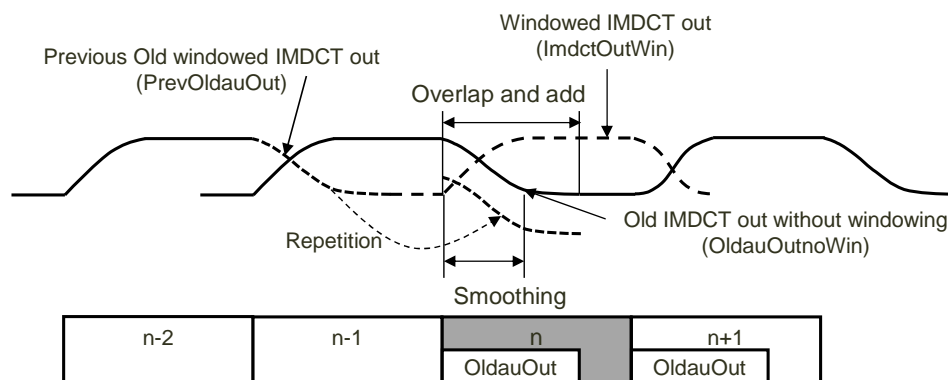 Windowed IMDCT out
(ImdctOutWin)
Previous Old windowed IMDCT out
(PrevOldauOut)
Overlap and add
Repetition
Old IMDCT out without windowing
(OldauOutnoWin)
Smoothing
n-2
n-1
n
n+1
OldauOut
OldauOut